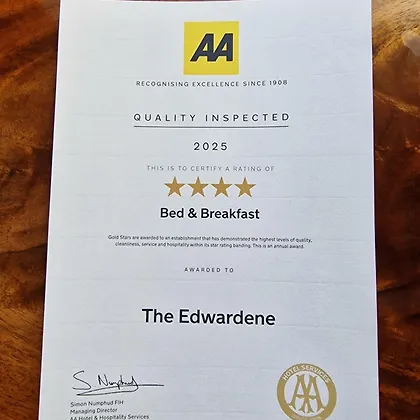 AA
RECOGNISING EXCELLENCE SINCE 1908
QUALITY INSPECTED
2025
THIS IS TO CERTIFY A RATING OF
Bed & Breakfast
Gold Stars are awarded to an establishment that has demonstrated the highest levels of quality,
cleanliness, service and hospitality within its star rating banding. This is an annual award.
AWARDED TO
The Edwardene
S Numphud
Simon Numphud FIH
Managing Director
AA Hotel & Hospitality Services
HOTEL SERVICES
AA